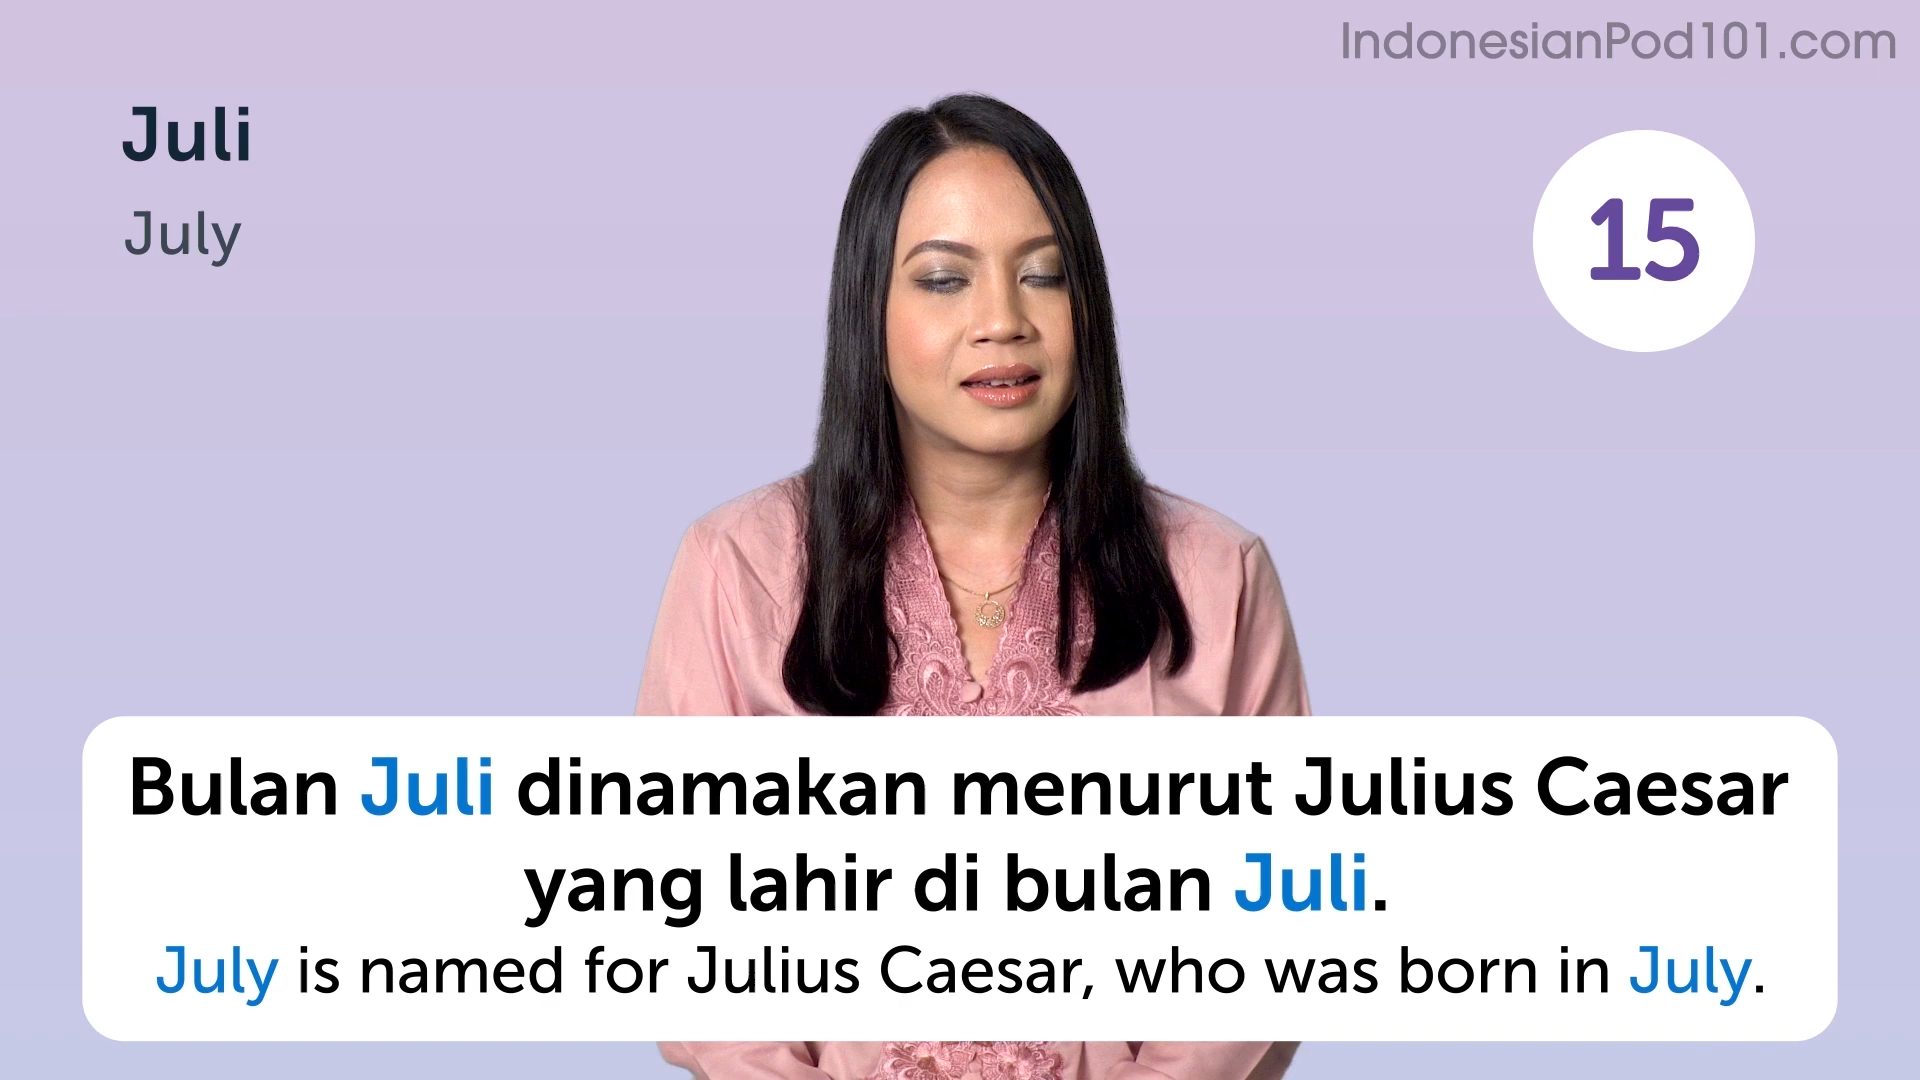 IndonesianPod101.com
Juli
July
15
Bulan Juli dinamakan menurut Julius Caesar
yang lahir di bulan Juli.
July is named for Julius Caesar, who was born in July.